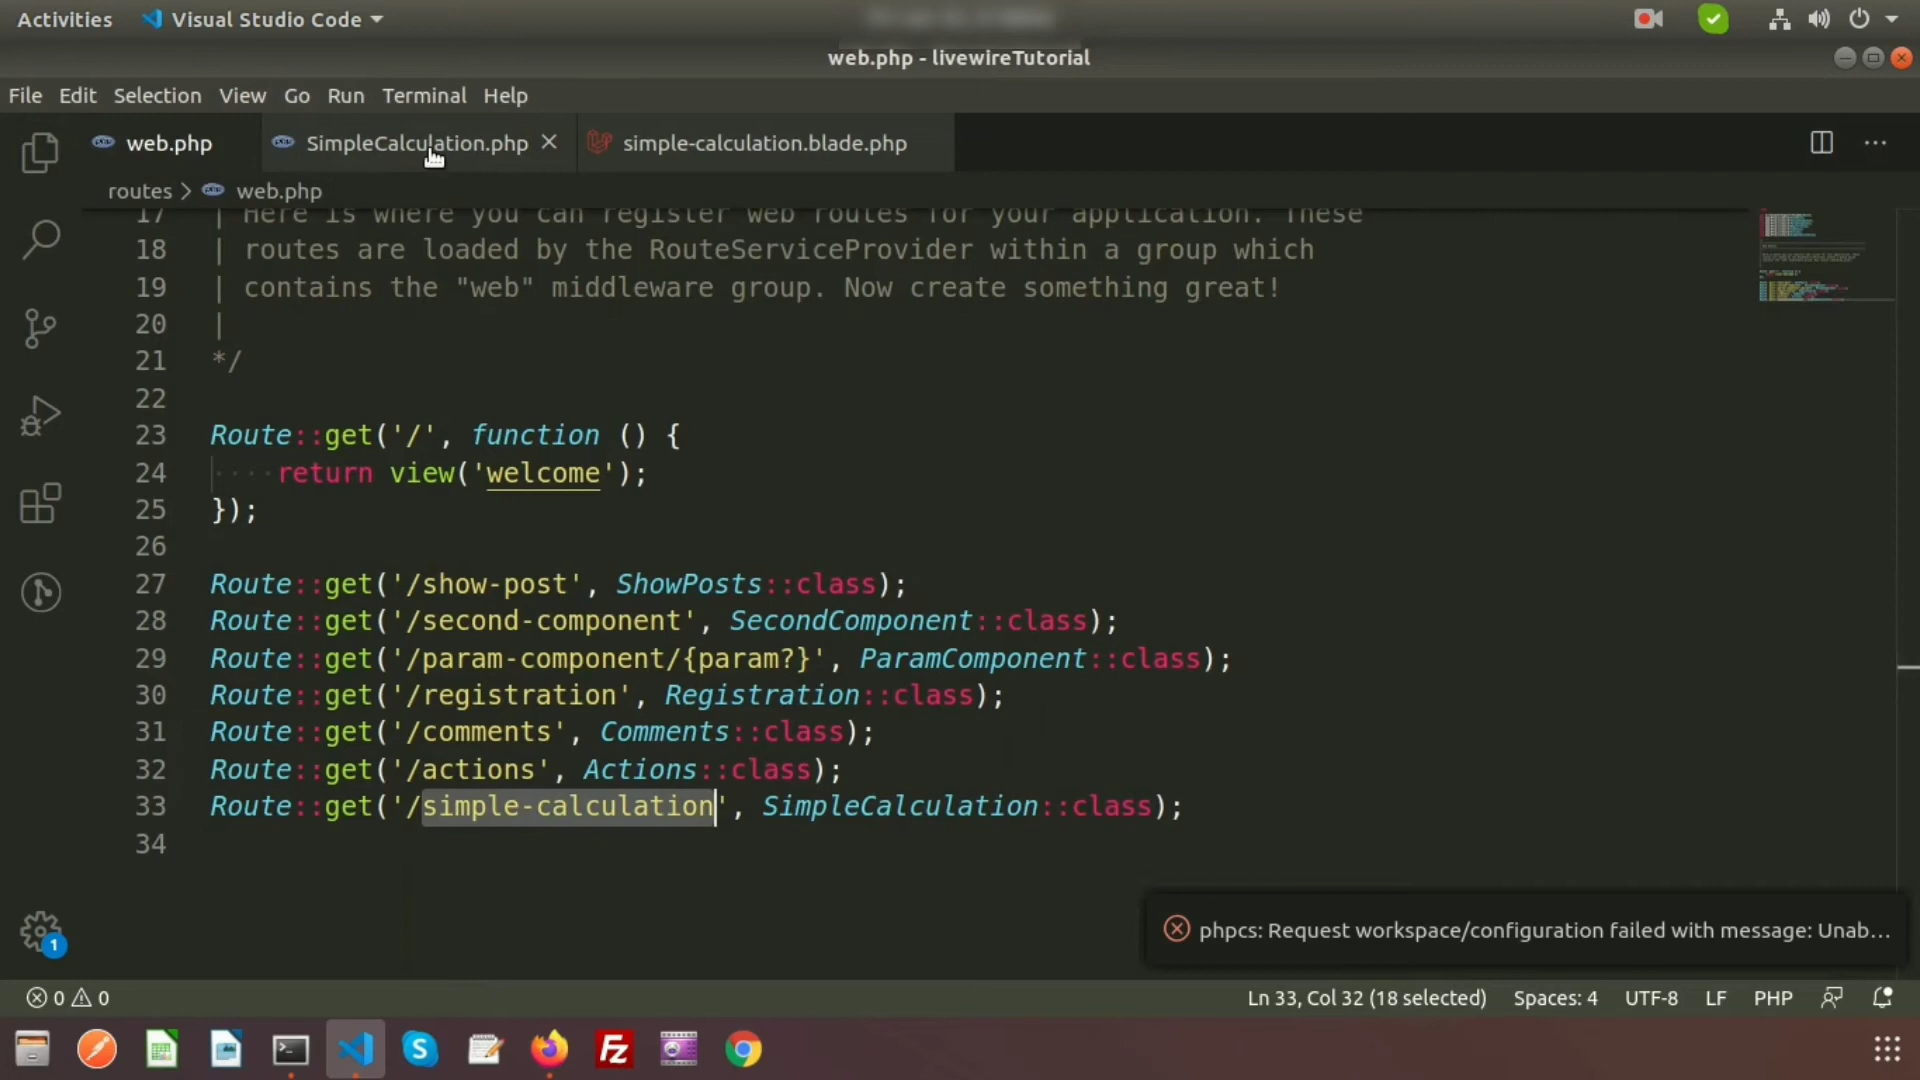 Activities Visual Studio Code
web.php - livewireTutorial
File Edit Selection View Go Run Terminal Help
web.php SimpleCalculation.php simple-calculation.blade.php
routes > web.php
17 | Here is where you can register web routes for your application. These
18 | routes are loaded by the RouteServiceProvider within a group which
19 | contains the "web" middleware group. Now create something great!
20 |
21 */
22
23 Route::get('/', function () {
24 ····return view('welcome');
25 });
26
27 Route::get('/show-post', ShowPosts::class);
28 Route::get('/second-component', SecondComponent::class);
29 Route::get('/param-component/{param?}', ParamComponent::class);
30 Route::get('/registration', Registration::class);
31 Route::get('/comments', Comments::class);
32 Route::get('/actions', Actions::class);
33 Route::get('/simple-calculation', SimpleCalculation::class);
34
1
phpcs: Request workspace/configuration failed with message: Unab...
0 0 Ln 33, Col 32 (18 selected) Spaces: 4 UTF-8 LF PHP
S Fz